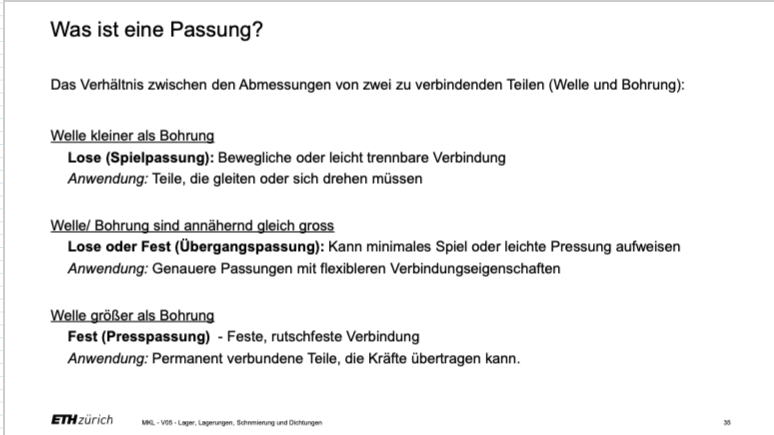 Was ist eine Passung?
Das Verhältnis zwischen den Abmessungen von zwei zu verbindenden Teilen (Welle und Bohrung):
Welle kleiner als Bohrung
Lose (Spielpassung): Bewegliche oder leicht trennbare Verbindung
Anwendung: Teile, die gleiten oder sich drehen müssen
Welle/ Bohrung sind annähernd gleich gross
Lose oder Fest (Übergangspassung): Kann minimales Spiel oder leichte Pressung aufweisen
Anwendung: Genauere Passungen mit flexibleren Verbindungseigenschaften
Welle größer als Bohrung
Fest (Presspassung)  - Feste, rutschfeste Verbindung
Anwendung: Permanent verbundene Teile, die Kräfte übertragen kann.
ETH zürich MKL - V05 - Lager, Lagerungen, Schnmierung und Dichtungen 35